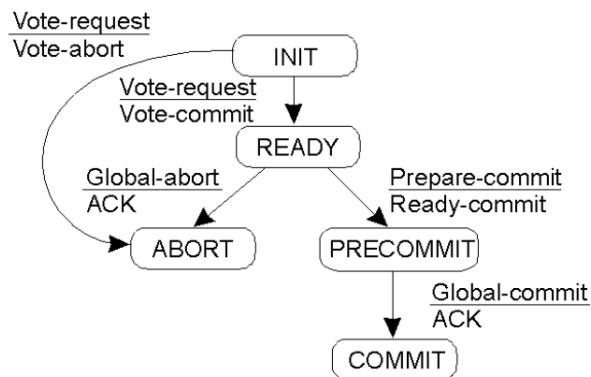 Vote-request
Vote-abort
INIT
Vote-request
Vote-commit
READY
Global-abort
ACK
Prepare-commit
Ready-commit
ABORT
PRECOMMIT
Global-commit
ACK
COMMIT